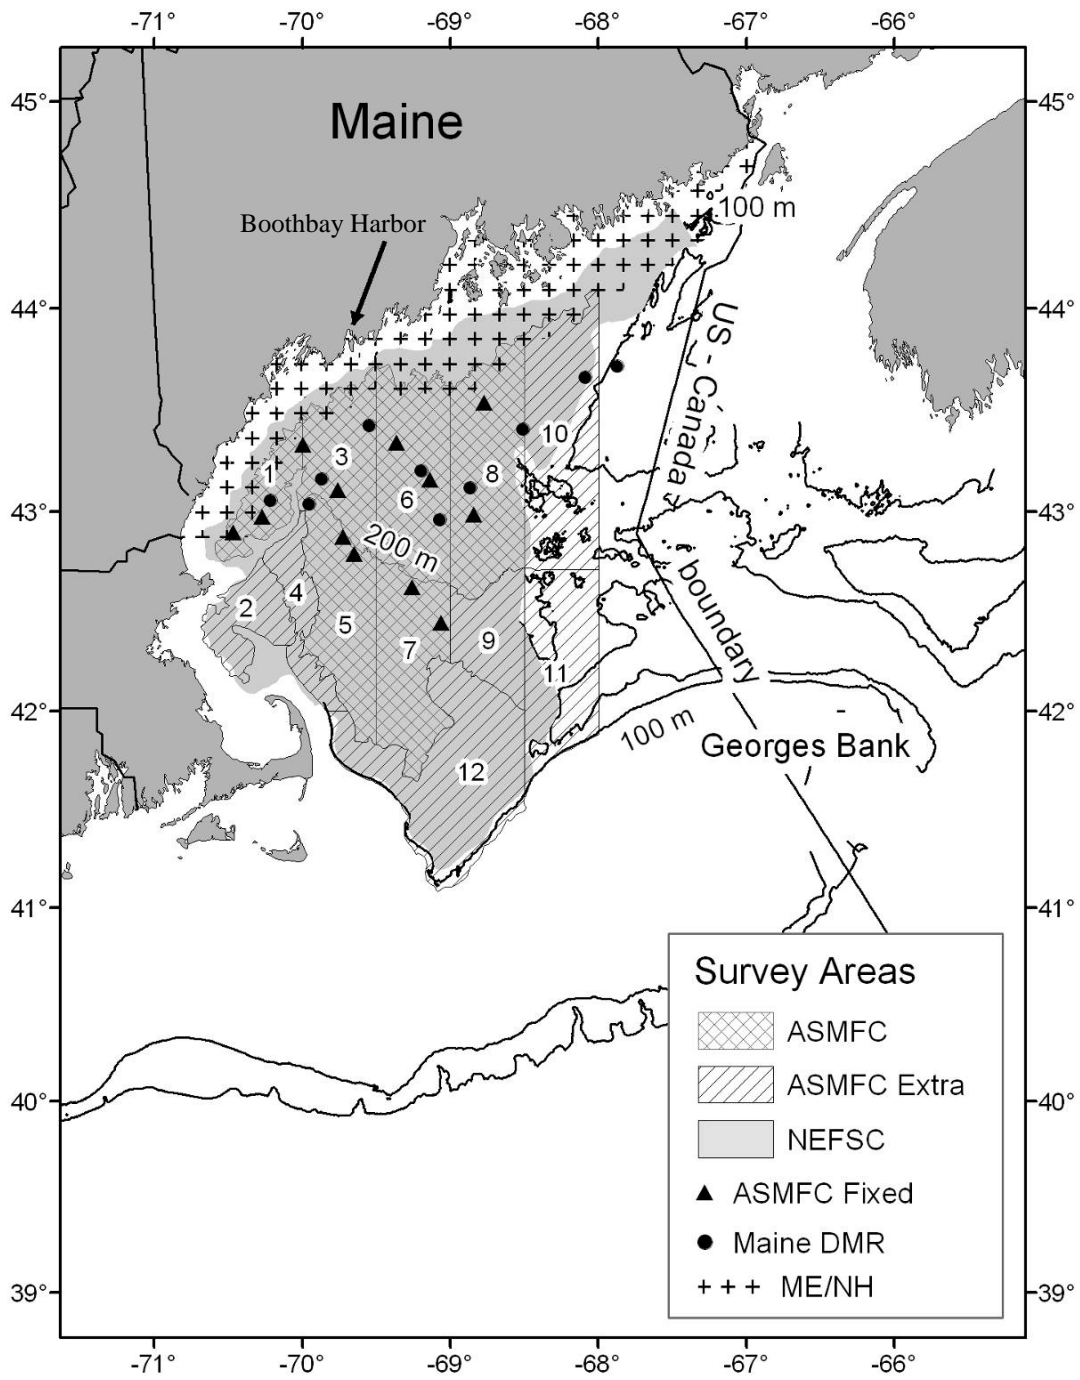 -71° -70° -69° -68° -67° -66°
45° 45°
Maine
100 m
Boothbay Harbor
44° 44°
US - Canada boundary
10
3
1
8
6
43° 43°
200 m
4
2
5
9
7
11
42° 42°
100 m
Georges Bank
12
41° 41°
Survey Areas
ASMFC
ASMFC Extra
40° 40°
NEFSC
ASMFC Fixed
Maine DMR
ME/NH
39° 39°
-71° -70° -69° -68° -67° -66°